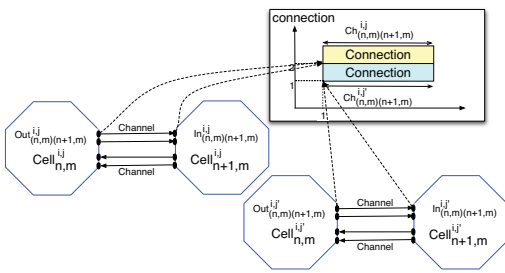 connection
Ch^{i,j}_{(n,m)(n+1,m)}
Connection
2
Connection
1
Ch^{i,j'}_{(n,m)(n+1,m)}
1
Out^{i,j}_{(n,m)(n+1,m)}
Channel
In^{i,j}_{(n,m)(n+1,m)}
Cell^{i,j}_{n,m}
Cell^{i,j}_{n+1,m}
Channel
Out^{i,j'}_{(n,m)(n+1,m)}
Channel
In^{i,j'}_{(n,m)(n+1,m)}
Cell^{i,j'}_{n,m}
Cell^{i,j'}_{n+1,m}
Channel